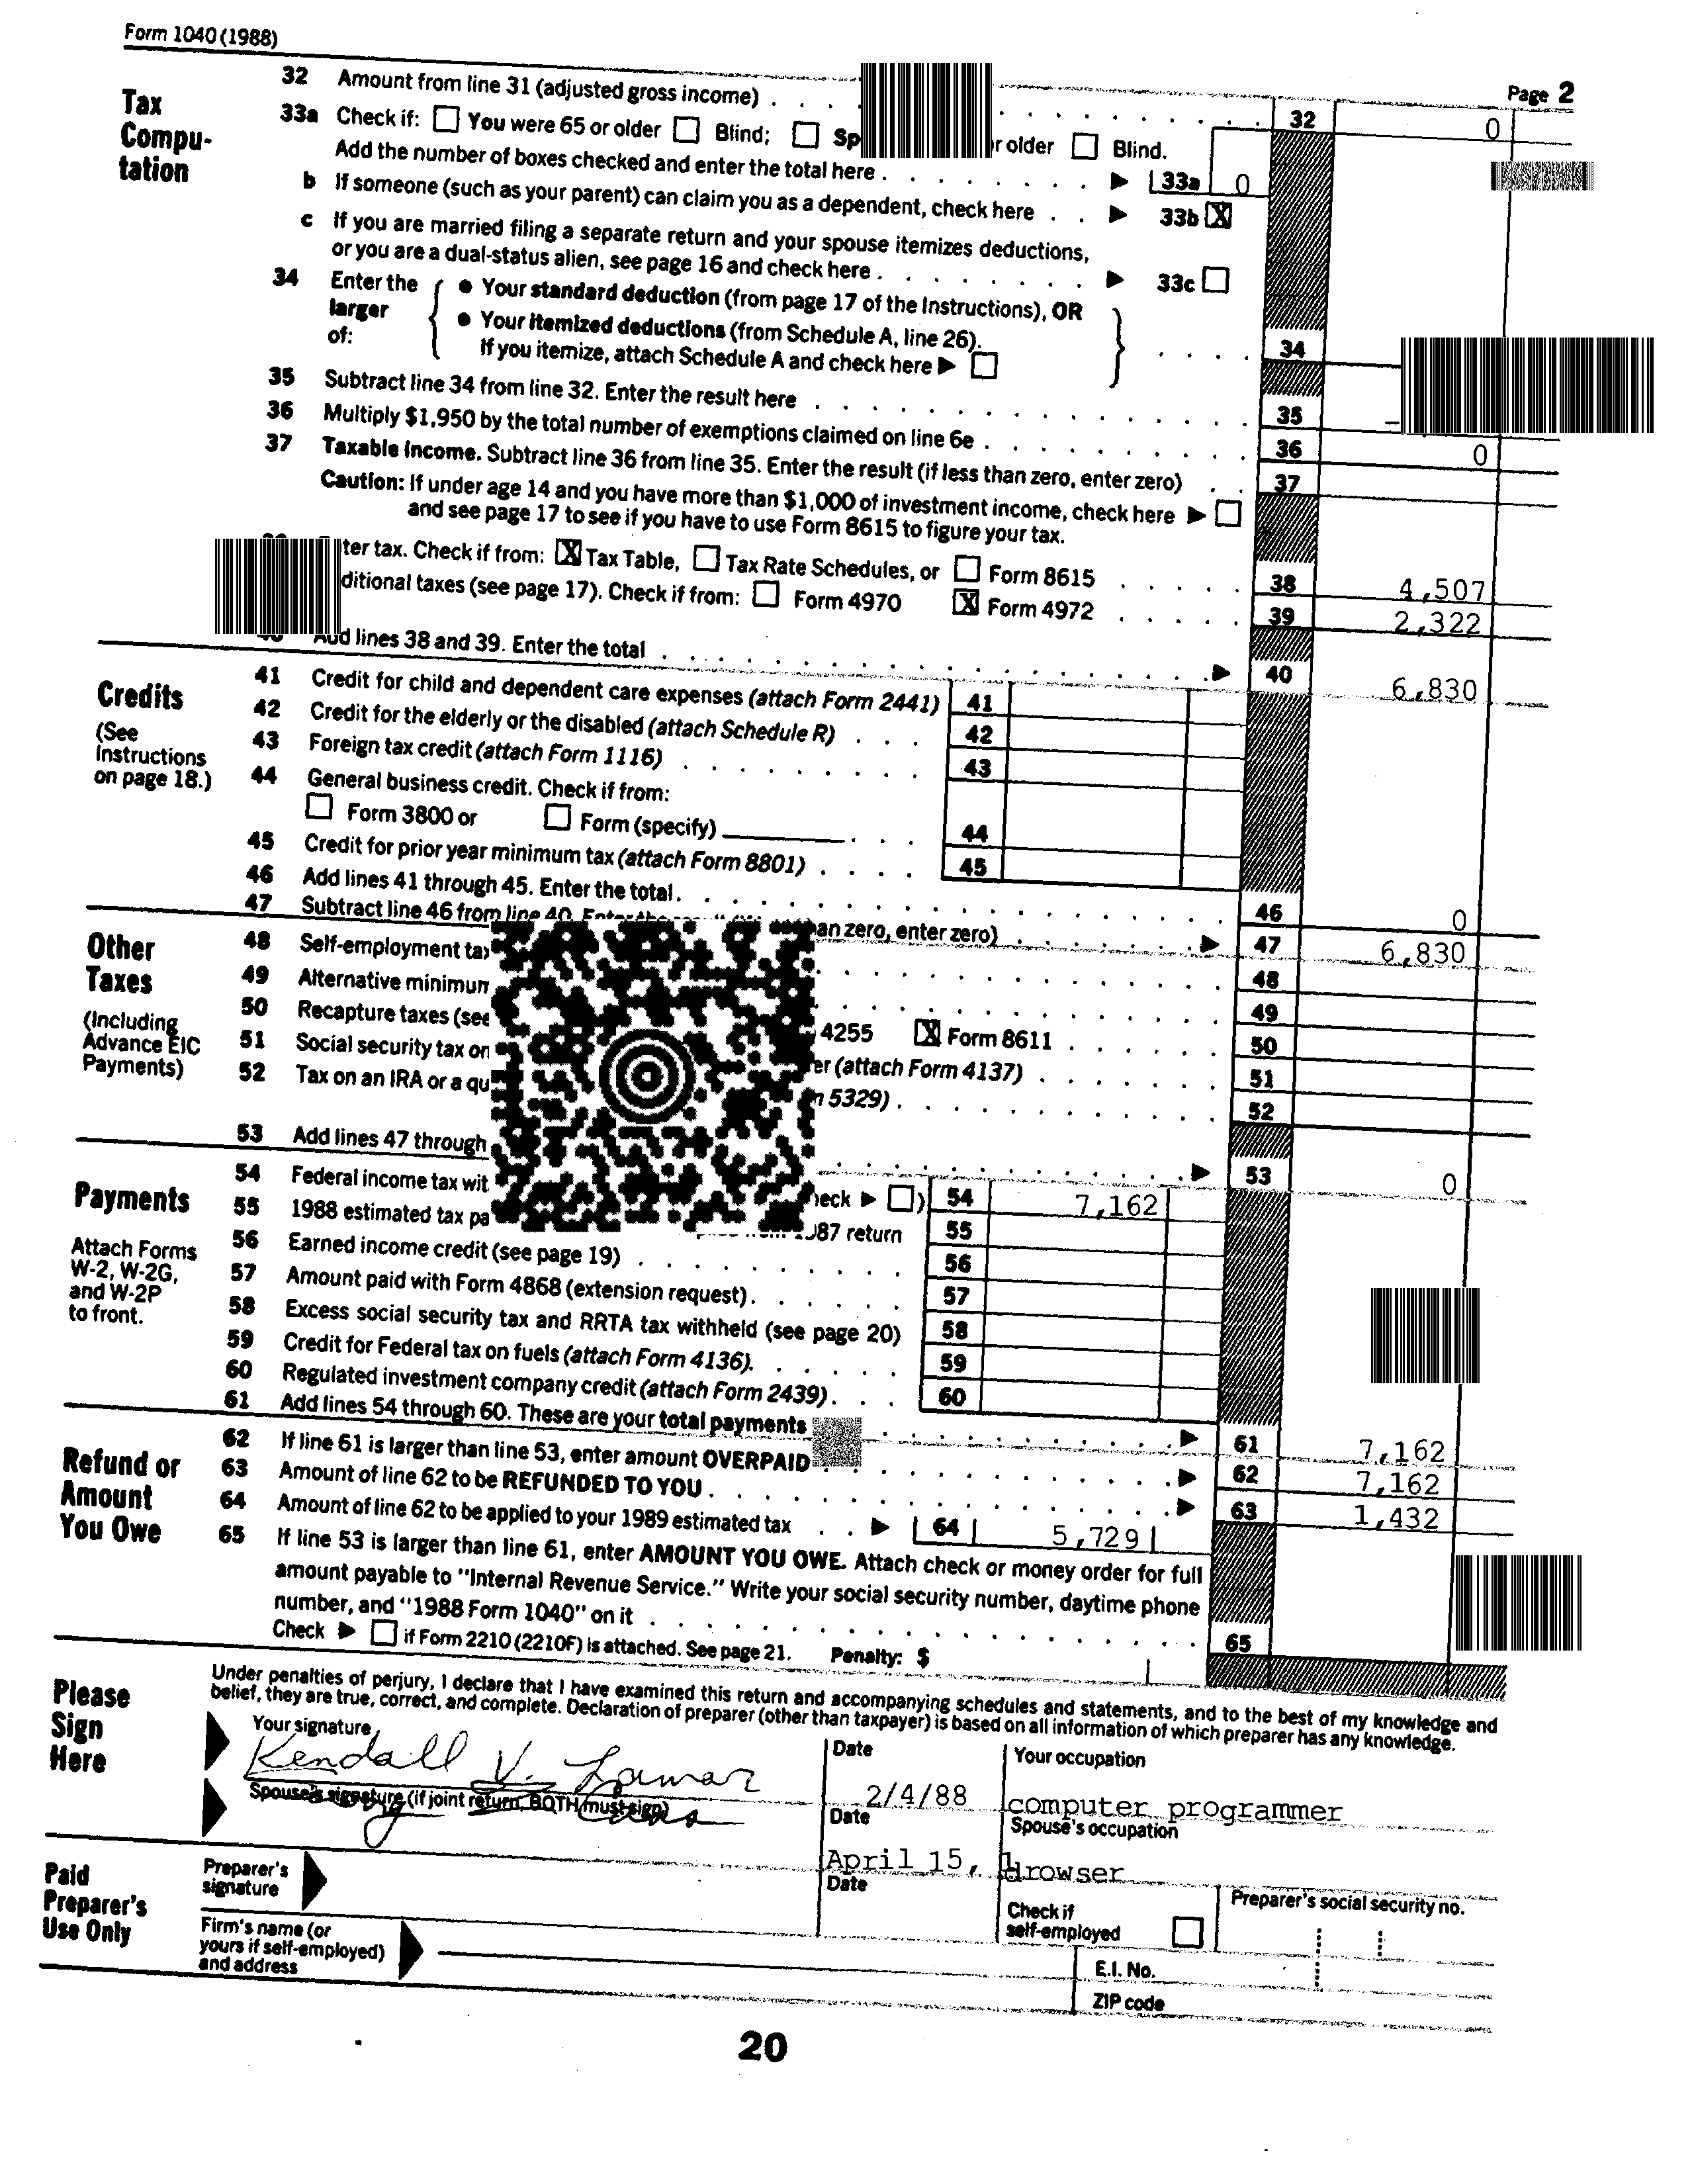 Form 1040 (1988)
Page 2
Tax Compu-tation
32 Amount from line 31 (adjusted gross income) 32 0
33a Check if: You were 65 or older Blind; Sp r older Blind.
Add the number of boxes checked and enter the total here 33a 0
b If someone (such as your parent) can claim you as a dependent, check here 33b X
c If you are married filing a separate return and your spouse itemizes deductions,
or you are a dual-status alien, see page 16 and check here 33c
34 Enter the larger of:
● Your standard deduction (from page 17 of the Instructions), OR
● Your itemized deductions (from Schedule A, line 26).
If you itemize, attach Schedule A and check here 34
35 Subtract line 34 from line 32. Enter the result here 35
36 Multiply $1,950 by the total number of exemptions claimed on line 6e 36 0
37 Taxable income. Subtract line 36 from line 35. Enter the result (if less than zero, enter zero) 37
Caution: If under age 14 and you have more than $1,000 of investment income, check here
and see page 17 to see if you have to use Form 8615 to figure your tax.
ter tax. Check if from: X Tax Table, Tax Rate Schedules, or Form 8615 38 4,507
ditional taxes (see page 17). Check if from: Form 4970 X Form 4972 39 2,322
Add lines 38 and 39. Enter the total 40 6,830
Credits
(See Instructions on page 18.)
41 Credit for child and dependent care expenses (attach Form 2441) 41
42 Credit for the elderly or the disabled (attach Schedule R) 42
43 Foreign tax credit (attach Form 1116) 43
44 General business credit. Check if from:
Form 3800 or Form (specify) 44
45 Credit for prior year minimum tax (attach Form 8801) 45
46 Add lines 41 through 45. Enter the total. 46 0
47 Subtract line 46 from line 40. an zero, enter zero) 47 6,830
Other Taxes
(Including Advance EIC Payments)
48 Self-employment tax 48
49 Alternative minimum 49
50 Recapture taxes (see 4255 X Form 8611 50
51 Social security tax on er (attach Form 4137) 51
52 Tax on an IRA or a qu 5329) 52
53 Add lines 47 through 53 0
Payments
Attach Forms W-2, W-2G, and W-2P to front.
54 Federal income tax wit eck ) 54 7,162
55 1988 estimated tax pa 87 return 55
56 Earned income credit (see page 19) 56
57 Amount paid with Form 4868 (extension request) 57
58 Excess social security tax and RRTA tax withheld (see page 20) 58
59 Credit for Federal tax on fuels (attach Form 4136). 59
60 Regulated investment company credit (attach Form 2439) 60
61 Add lines 54 through 60. These are your total payments 61 7,162
Refund or Amount You Owe
62 If line 61 is larger than line 53, enter amount OVERPAID 62 7,162
63 Amount of line 62 to be REFUNDED TO YOU 63 1,432
64 Amount of line 62 to be applied to your 1989 estimated tax 64 5,729
65 If line 53 is larger than line 61, enter AMOUNT YOU OWE. Attach check or money order for full
amount payable to "Internal Revenue Service." Write your social security number, daytime phone
number, and "1988 Form 1040" on it 65
Check if Form 2210 (2210F) is attached. See page 21. Penalty: $
Please Sign Here
Under penalties of perjury, I declare that I have examined this return and accompanying schedules and statements, and to the best of my knowledge and
belief, they are true, correct, and complete. Declaration of preparer (other than taxpayer) is based on all information of which preparer has any knowledge.
Your signature Date Your occupation
Kendall V. Lamar 2/4/88 computer programmer
Spouse's signature (if joint return, BOTH must sign) Date Spouse's occupation
April 15, 1 drowser
Paid Preparer's Use Only
Preparer's signature Date Check if self-employed Preparer's social security no.
Firm's name (or yours if self-employed) and address
E.I. No.
ZIP code
20